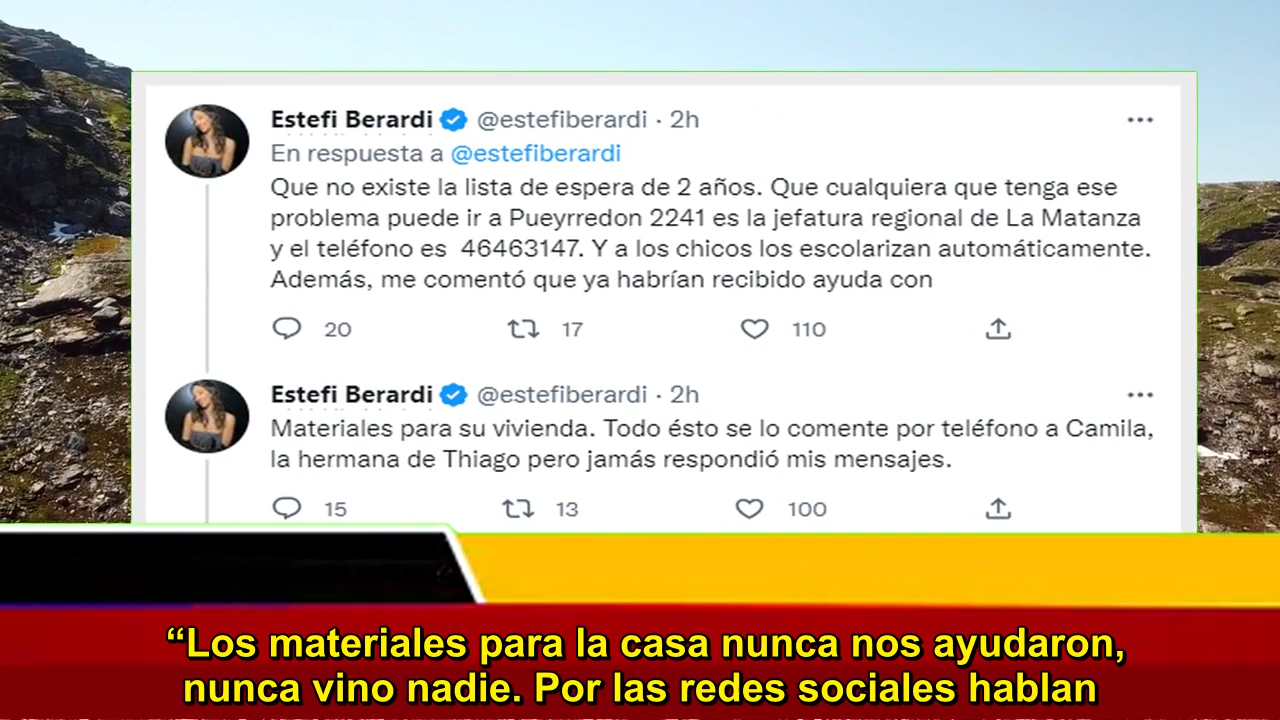 Estefi Berardi @estefiberardi · 2h
En respuesta a @estefiberardi
Que no existe la lista de espera de 2 años. Que cualquiera que tenga ese
problema puede ir a Pueyrredon 2241 es la jefatura regional de La Matanza
y el teléfono es 46463147. Y a los chicos los escolarizan automáticamente.
Además, me comentó que ya habrían recibido ayuda con
20 17 110
Estefi Berardi @estefiberardi · 2h
Materiales para su vivienda. Todo ésto se lo comente por teléfono a Camila,
la hermana de Thiago pero jamás respondió mis mensajes.
15 13 100
“Los materiales para la casa nunca nos ayudaron,
nunca vino nadie. Por las redes sociales hablan